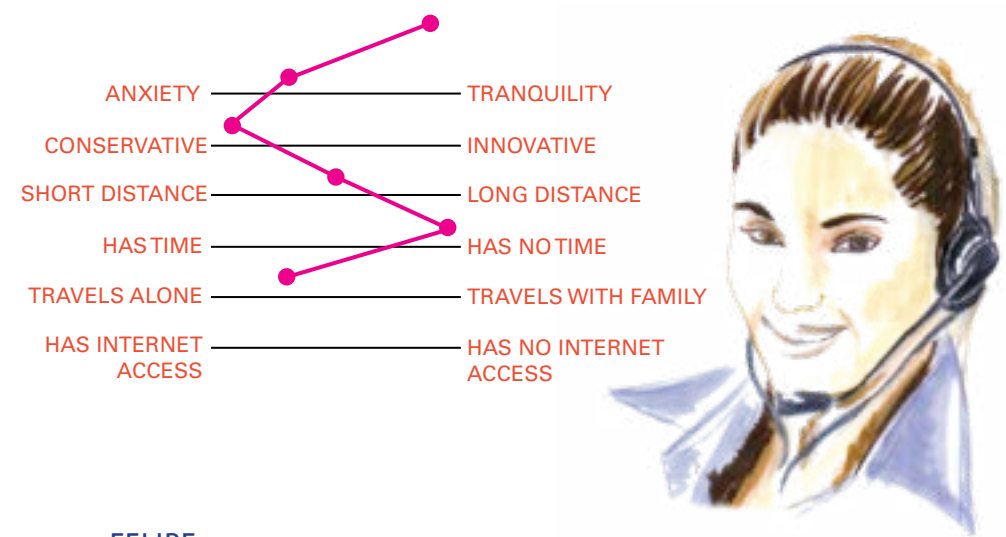 ANXIETY TRANQUILITY
CONSERVATIVE INNOVATIVE
SHORT DISTANCE LONG DISTANCE
HAS TIME HAS NO TIME
TRAVELS ALONE TRAVELS WITH FAMILY
HAS INTERNET HAS NO INTERNET
ACCESS ACCESS
FELIPE